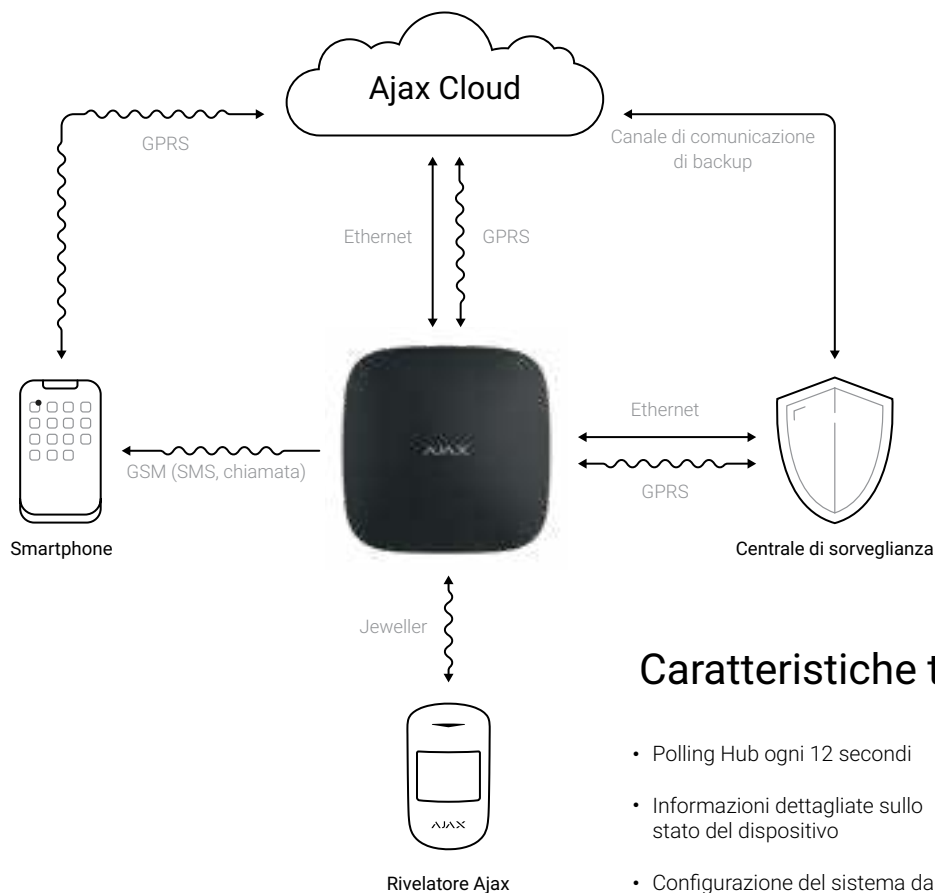 Ajax Cloud
GPRS
Canale di comunicazione
di backup
Ethernet
GPRS
AJAX
Ethernet
GPRS
GSM (SMS, chiamata)
Smartphone
Centrale di sorveglianza
Jeweller
AJAX
Rivelatore Ajax
Caratteristiche t
• Polling Hub ogni 12 secondi
• Informazioni dettagliate sullo
stato del dispositivo
• Configurazione del sistema da